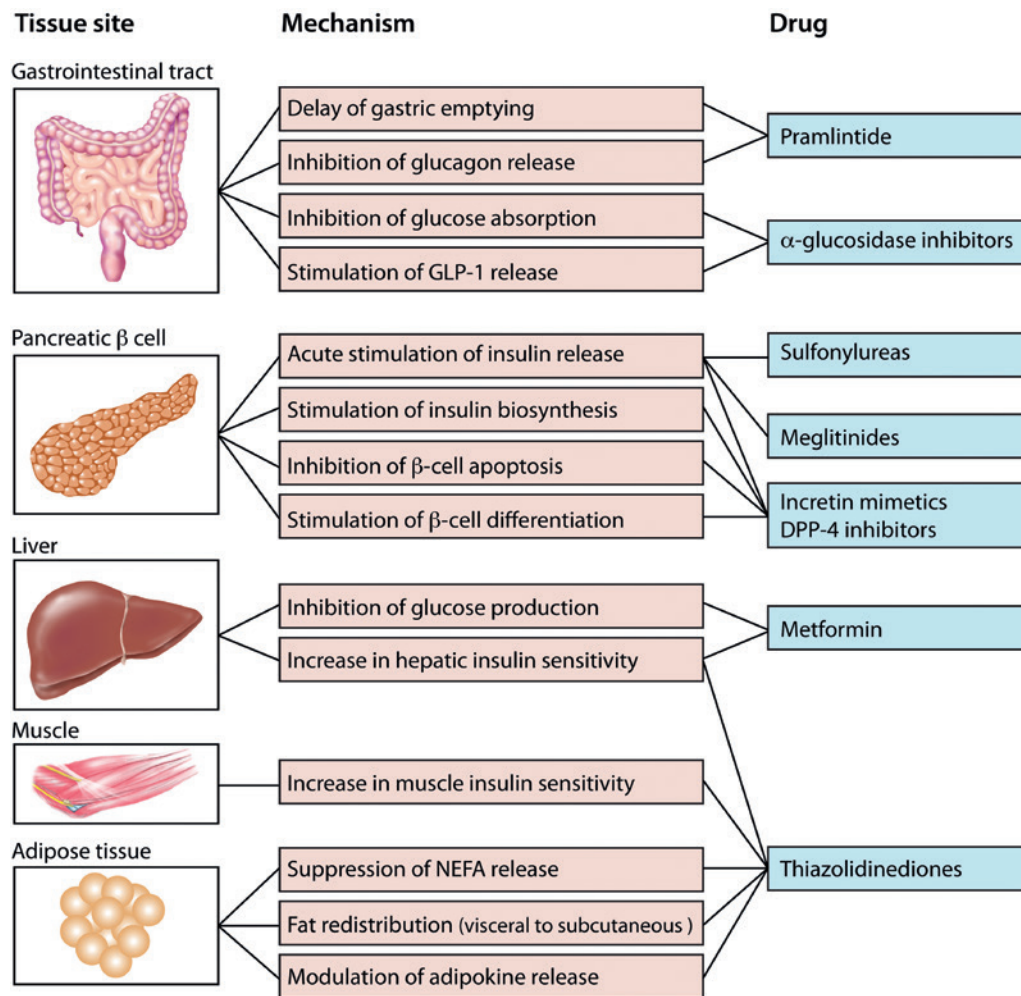 Tissue site
Mechanism
Drug
Gastrointestinal tract
Delay of gastric emptying
Inhibition of glucagon release
Inhibition of glucose absorption
Stimulation of GLP-1 release
Pramlintide
α-glucosidase inhibitors
Pancreatic β cell
Acute stimulation of insulin release
Stimulation of insulin biosynthesis
Inhibition of β-cell apoptosis
Stimulation of β-cell differentiation
Sulfonylureas
Meglitinides
Incretin mimetics
DPP-4 inhibitors
Liver
Inhibition of glucose production
Increase in hepatic insulin sensitivity
Metformin
Muscle
Increase in muscle insulin sensitivity
Adipose tissue
Suppression of NEFA release
Fat redistribution (visceral to subcutaneous )
Modulation of adipokine release
Thiazolidinediones